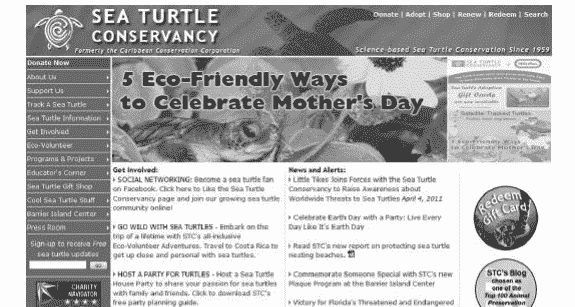 SEA TURTLE
CONSERVANCY
Formerly the Caribbean Conservation Corporation
Donate | Adopt | Shop | Renew | Redeem | Search
Science-based Sea Turtle Conservation Since 1959
Donate Now
About Us
Support Us
Track A Sea Turtle
Sea Turtle Information
Get Involved
Eco-Volunteer
Programs & Projects
Educator's Corner
Sea Turtle Gift Shop
Cool Sea Turtle Stuff
Barrier Island Center
Press Room
Sign-up to receive Free
sea turtle updates
CHARITY
NAVIGATOR
5 Eco-Friendly Ways
to Celebrate Mother's Day
SEA TURTLE
Gift Cards
Get Involved:
SOCIAL NETWORKING: Become a sea turtle fan
on Facebook. Click here to Like the Sea Turtle
Conservancy page and join our growing sea turtle
community online!
GO WILD WITH SEA TURTLES - Embark on the
trip of a lifetime with STC's all-inclusive
Eco-Volunteer Adventures. Travel to Costa Rica to
get up close and personal with sea turtles.
HOST A PARTY FOR TURTLES - Host a Sea Turtle
House Party to share your passion for sea turtles
with family and friends. Click to download STC's
free party planning guide.
News and Alerts:
Little Tikes Joins Forces with the Sea Turtle
Conservancy to Raise Awareness about
Worldwide Threats to Sea Turtles April 4, 2011
Celebrate Earth Day with a Party: Live Every
Day Like It's Earth Day
Read STC's new report on protecting sea turtle
nesting beaches.
Commemorate Someone Special with STC's new
Plaque Program at the Barrier Island Center
Victory for Florida's Threatened and Endangered
Redeem
Gift Card!
STC's Blog
chosen as
one of the
Top 100 Animal
Preservation